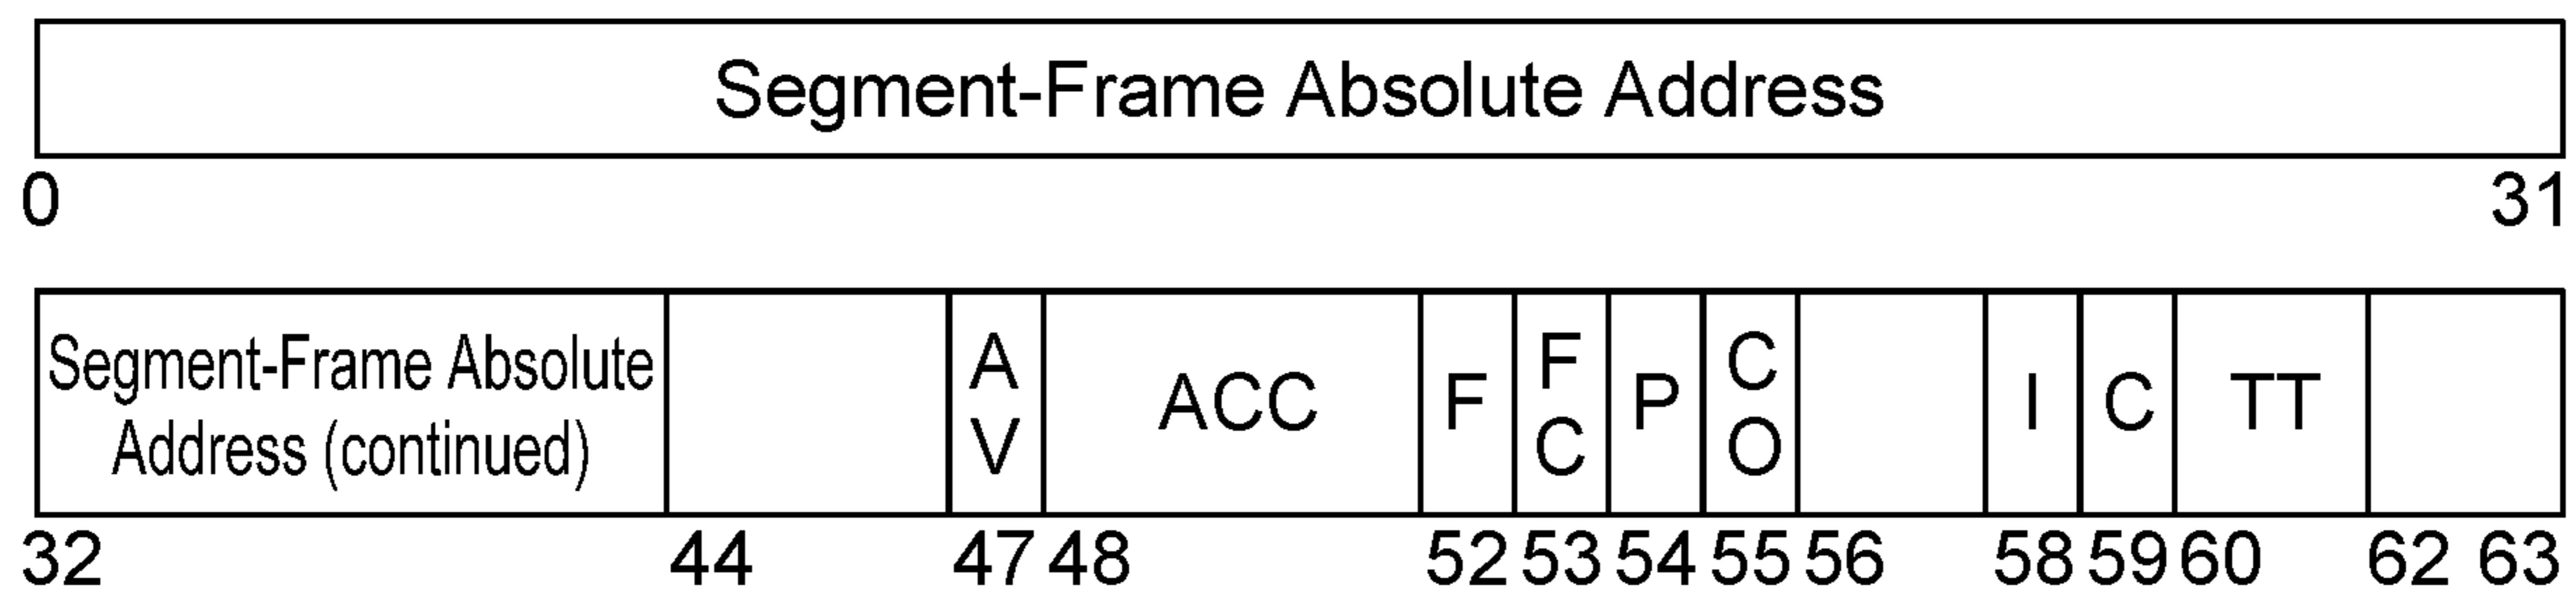 Segment-Frame Absolute Address
0 31
Segment-Frame Absolute
Address (continued)
A
V
ACC
F
F
C
P
C
O
I
C
TT
32 44 47 48 52 53 54 55 56 58 59 60 62 63